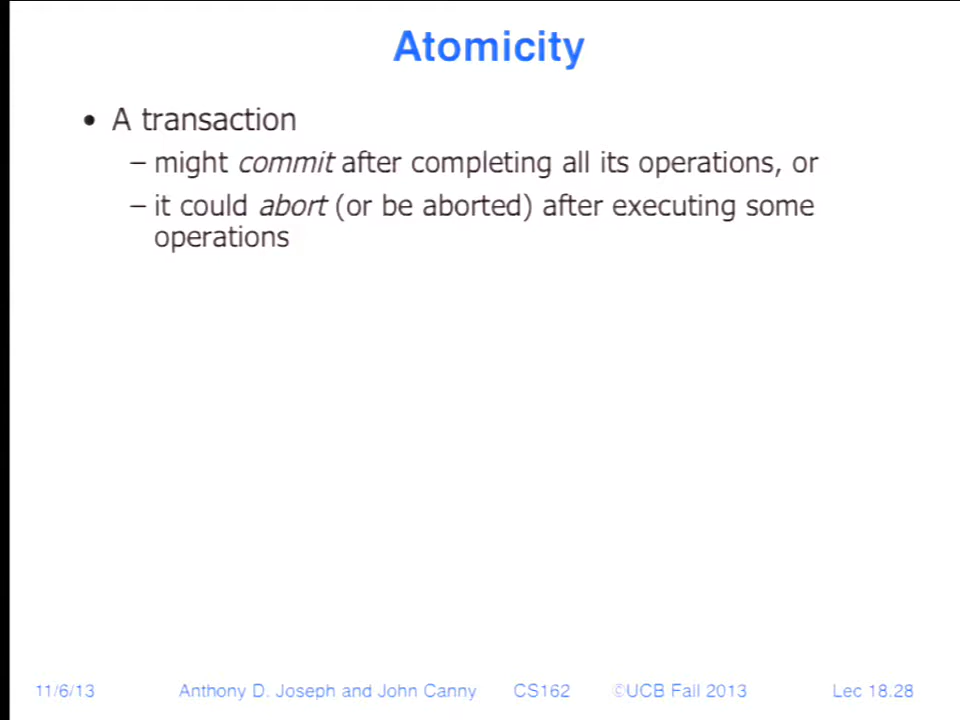 Atomicity
• A transaction
– might commit after completing all its operations, or
– it could abort (or be aborted) after executing some
operations
11/6/13 Anthony D. Joseph and John Canny CS162 ©UCB Fall 2013 Lec 18.28